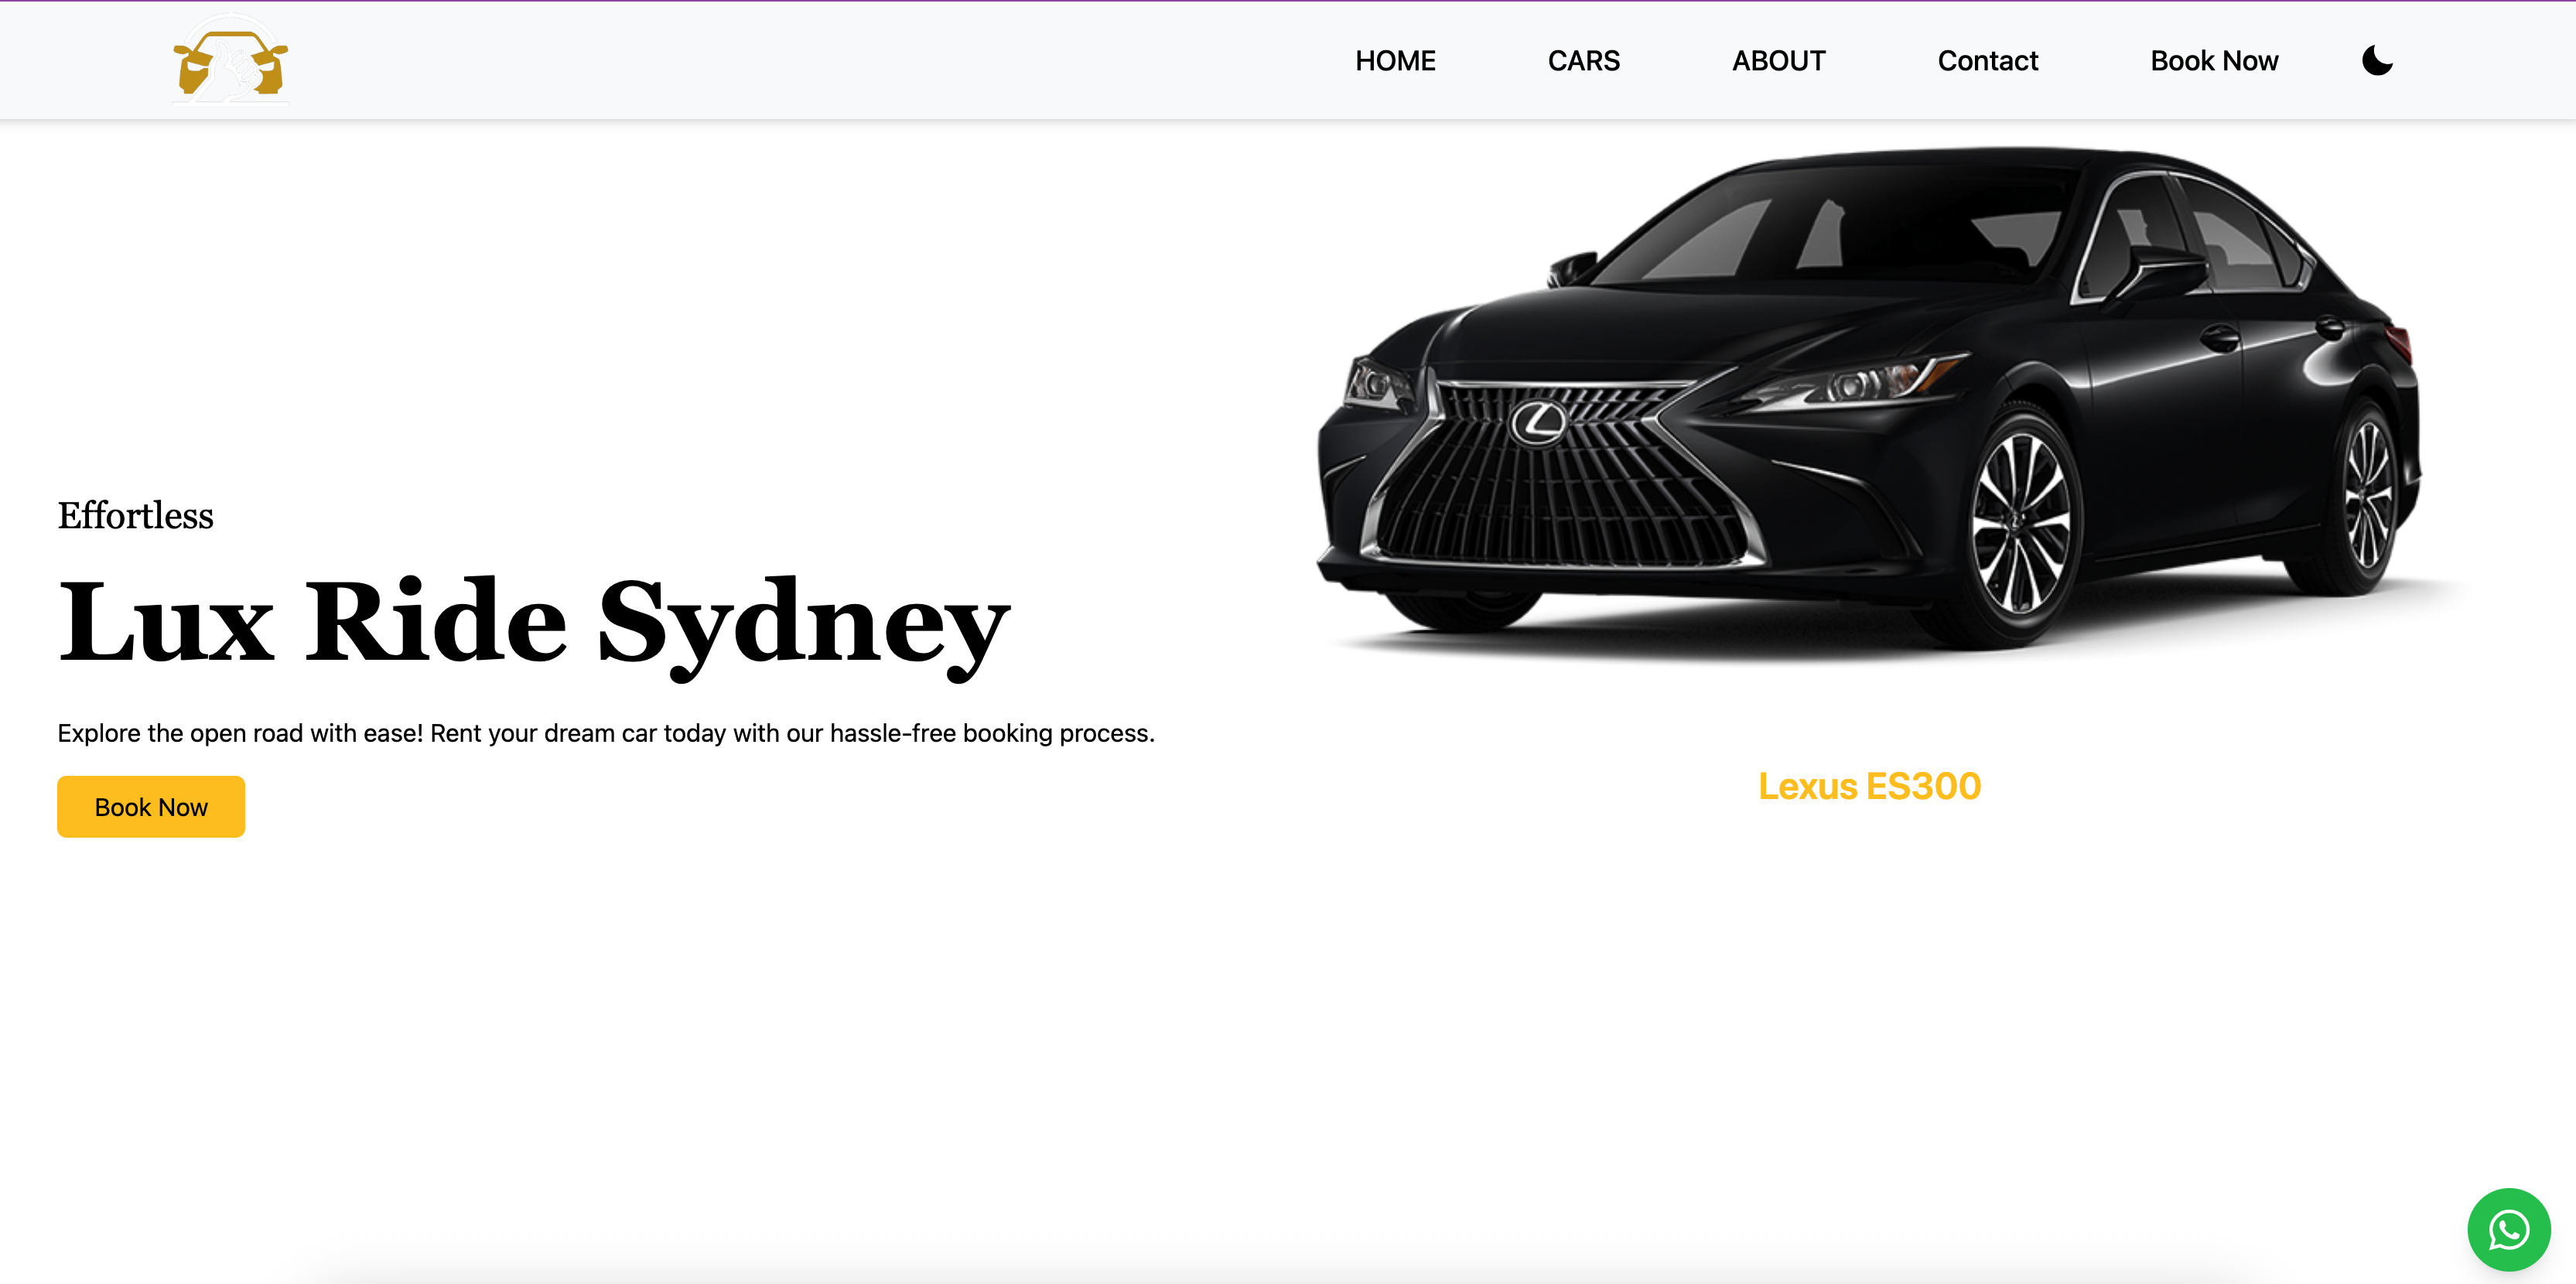 HOME CARS ABOUT Contact Book Now
Effortless
Lux Ride Sydney
Explore the open road with ease! Rent your dream car today with our hassle-free booking process.
Book Now
Lexus ES300